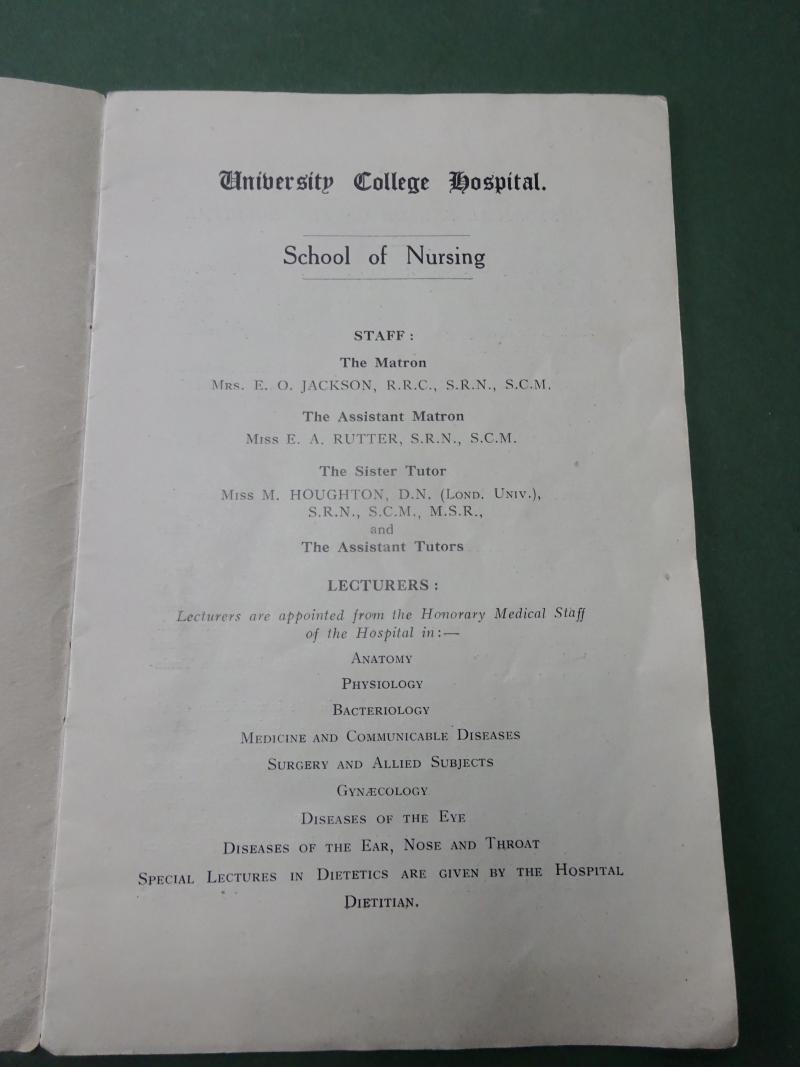 University College Hospital.
School of Nursing
STAFF :
The Matron
Mrs. E. O. JACKSON, R.R.C., S.R.N., S.C.M.
The Assistant Matron
Miss E. A. RUTTER, S.R.N., S.C.M.
The Sister Tutor
Miss M. HOUGHTON, D.N. (Lond. Univ.),
S.R.N., S.C.M., M.S.R.,
and
The Assistant Tutors
LECTURERS :
Lecturers are appointed from the Honorary Medical Staff
of the Hospital in:—
Anatomy
Physiology
Bacteriology
Medicine and Communicable Diseases
Surgery and Allied Subjects
Gynæcology
Diseases of the Eye
Diseases of the Ear, Nose and Throat
Special Lectures in Dietetics are given by the Hospital
Dietitian.